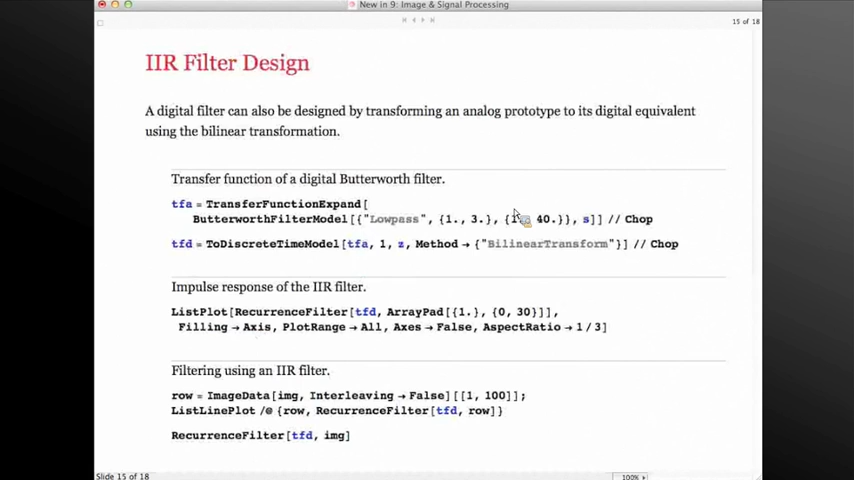 New in 9: Image & Signal Processing
15 of 18
IIR Filter Design
A digital filter can also be designed by transforming an analog prototype to its digital equivalent
using the bilinear transformation.
Transfer function of a digital Butterworth filter.
tfa = TransferFunctionExpand[
ButterworthFilterModel[{"Lowpass", {1., 3.}, { 40.}}, s]] // Chop
tfd = ToDiscreteTimeModel[tfa, 1, z, Method → {"BilinearTransform"}] // Chop
Impulse response of the IIR filter.
ListPlot[RecurrenceFilter[tfd, ArrayPad[{1.}, {0, 30}]],
Filling → Axis, PlotRange → All, Axes → False, AspectRatio → 1 / 3]
Filtering using an IIR filter.
row = ImageData[img, Interleaving → False][[1, 100]];
ListLinePlot /@ {row, RecurrenceFilter[tfd, row]}
RecurrenceFilter[tfd, img]
Slide 15 of 18
100%